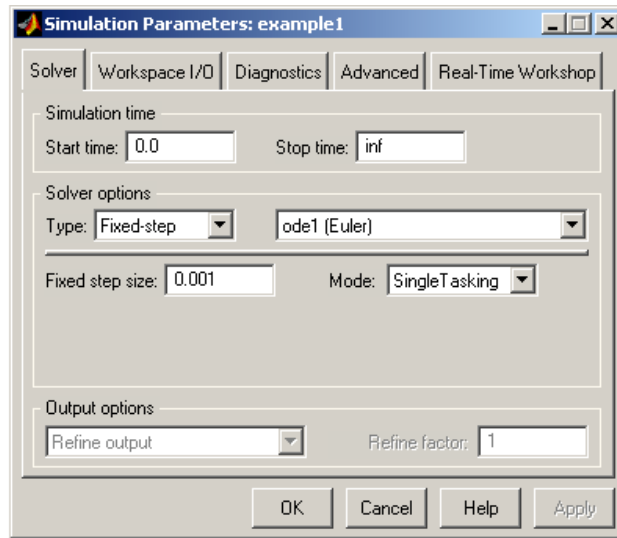 Simulation Parameters: example1
Solver Workspace I/O Diagnostics Advanced Real-Time Workshop
Simulation time
Start time: 0.0 Stop time: inf
Solver options
Type: Fixed-step ode1 (Euler)
Fixed step size: 0.001 Mode: SingleTasking
Output options
Refine output Refine factor: 1
OK Cancel Help Apply